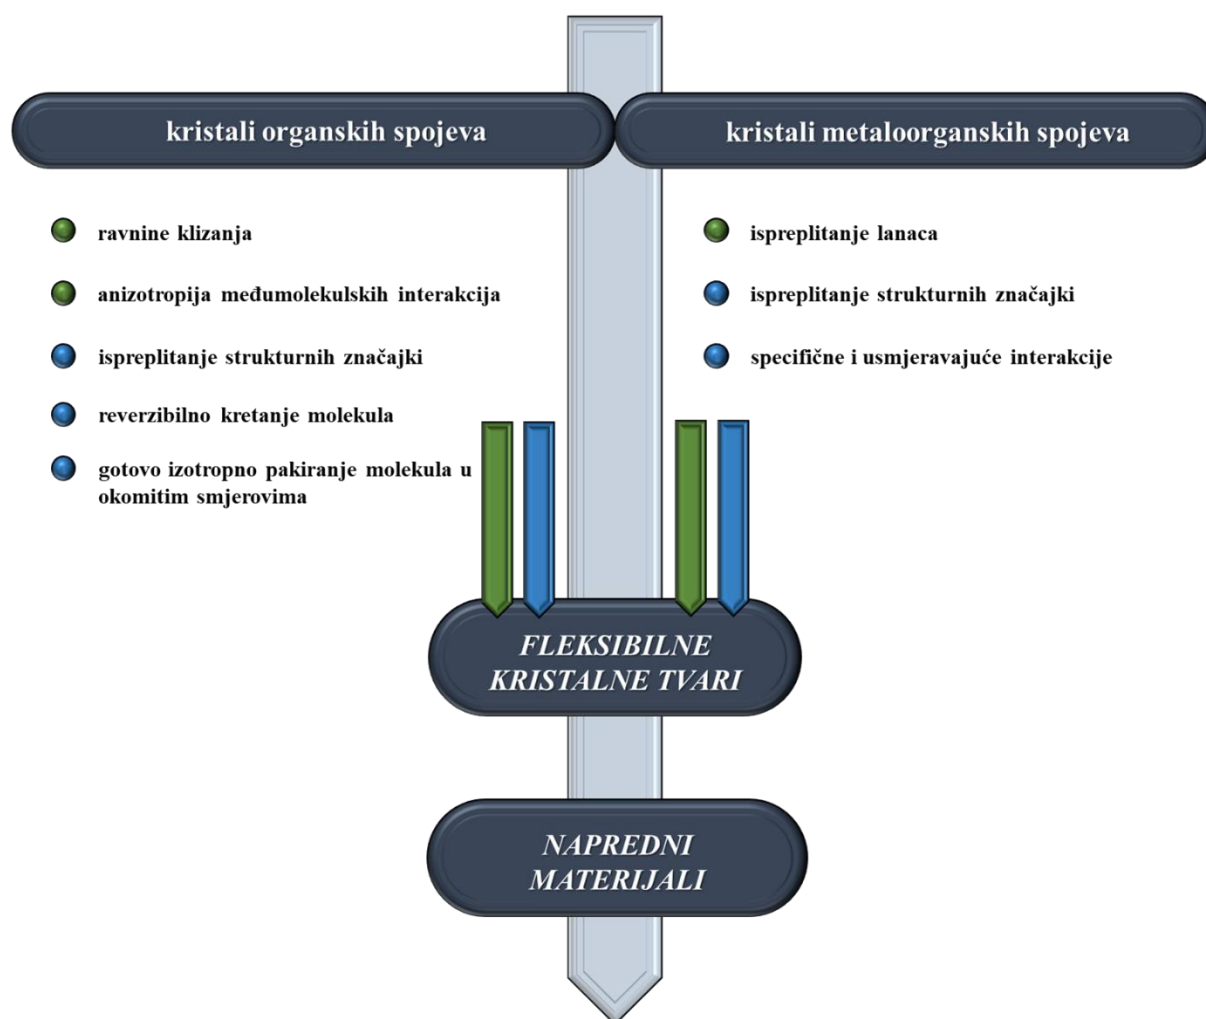 kristali organskih spojeva
kristali metaloorganskih spojeva
ravnine klizanja
anizotropija međumolekulskih interakcija
ispreplitanje strukturnih značajki
reverzibilno kretanje molekula
gotovo izotropno pakiranje molekula u
okomitim smjerovima
ispreplitanje lanaca
ispreplitanje strukturnih značajki
specifične i usmjeravajuće interakcije
FLEKSIBILNE
KRISTALNE TVARI
NAPREDNI
MATERIJALI